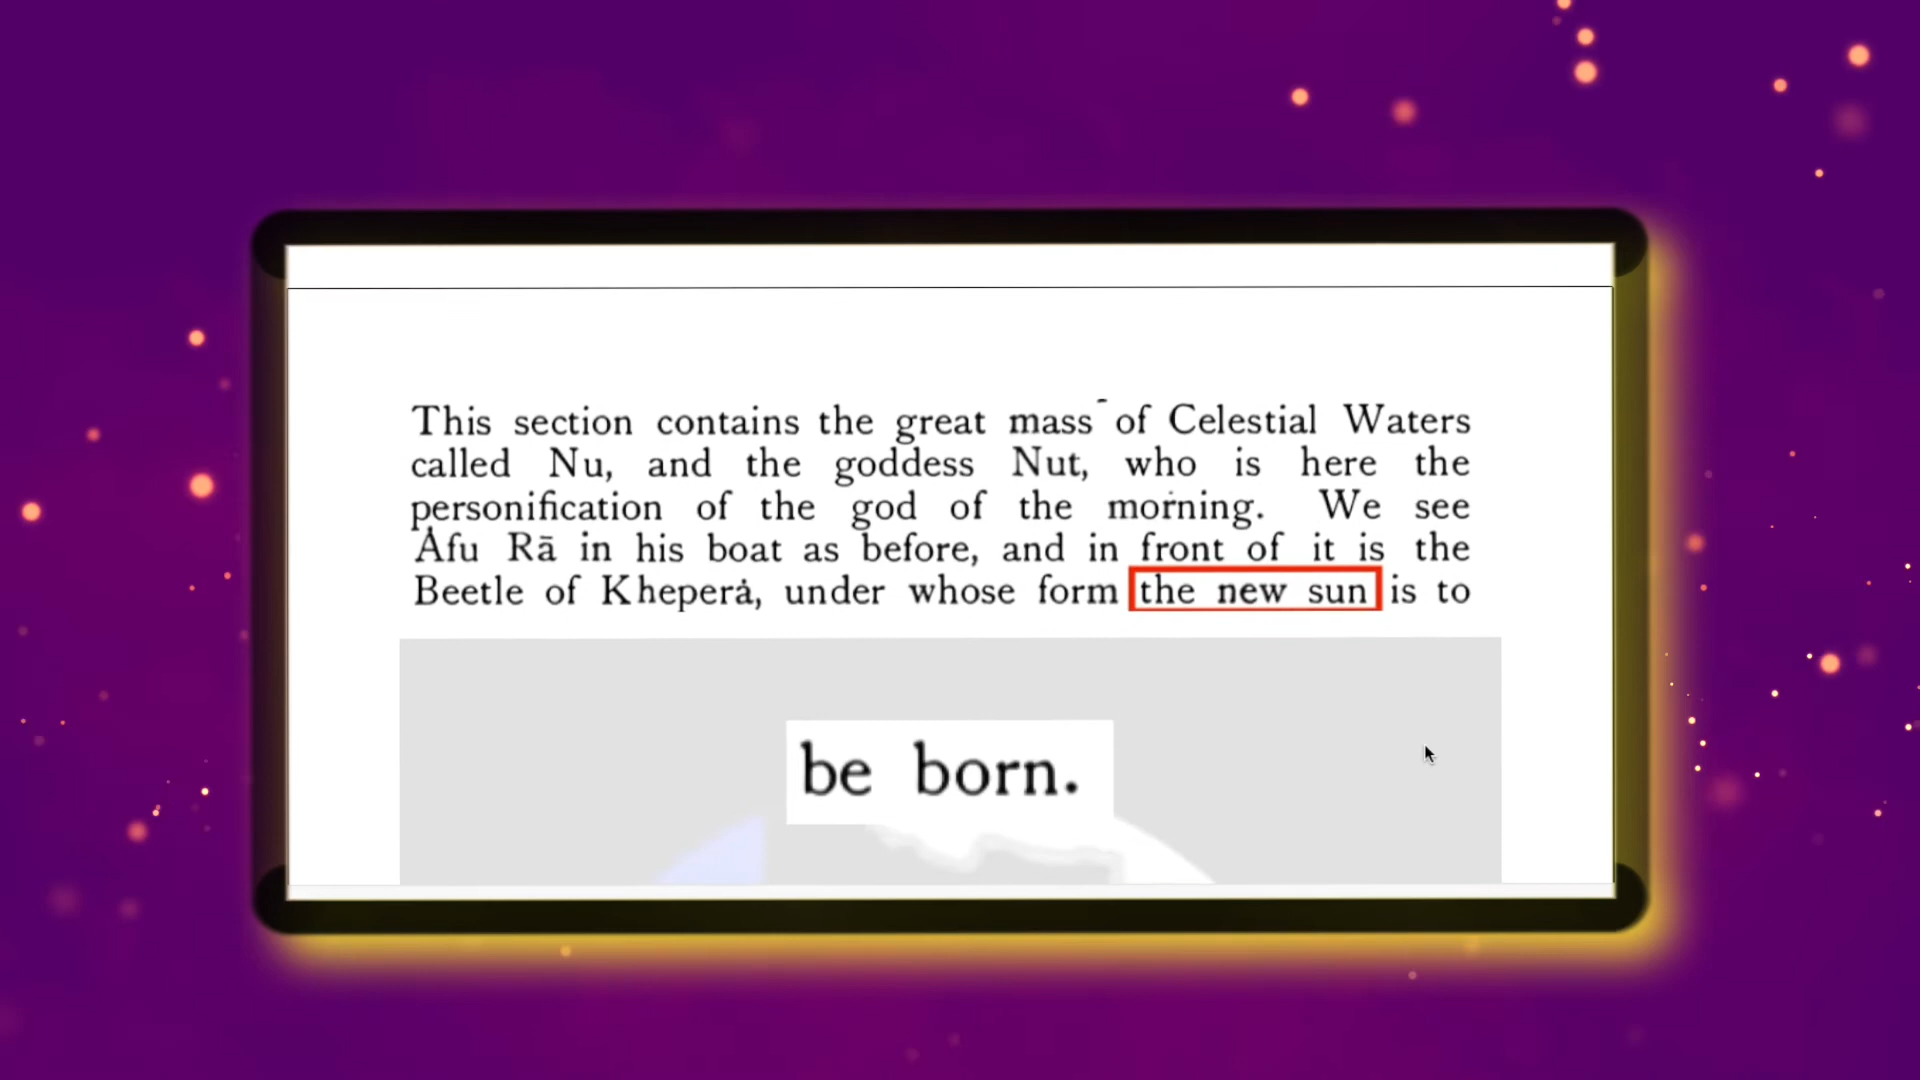 This section contains the great mass of Celestial Waters
called Nu, and the goddess Nut, who is here the
personification of the god of the morning. We see
Ȧfu Rā in his boat as before, and in front of it is the
Beetle of Kheperȧ, under whose form the new sun is to
be born.